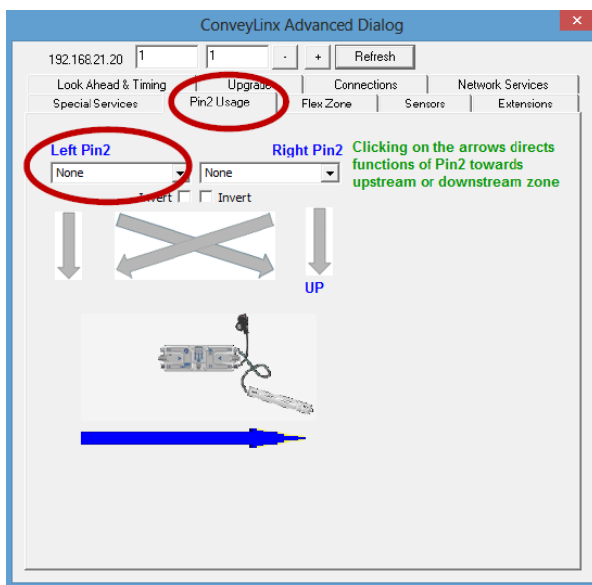 ConveyLinx Advanced Dialog
192.168.21.20 1 1 - + Refresh
Look Ahead & Timing Upgrade Connections Network Services
Special Services Pin2 Usage Flex Zone Sensors Extensions
Left Pin2 Right Pin2
None None
Invert Invert
Clicking on the arrows directs
functions of Pin2 towards
upstream or downstream zone
UP